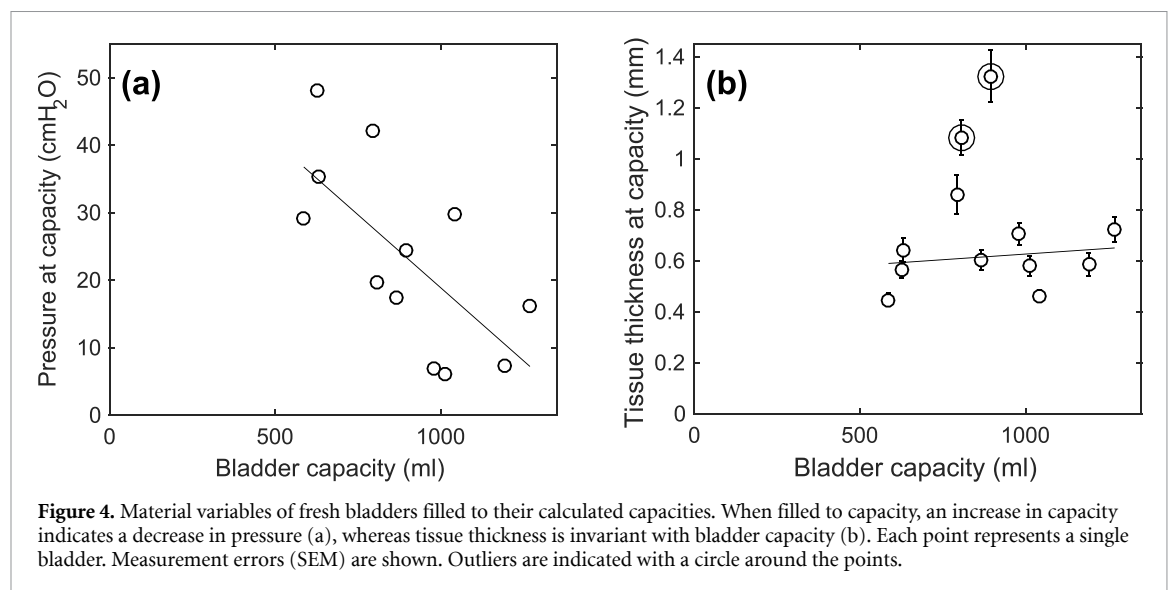 (a)
Pressure at capacity (cmH2O)
50
40
30
20
10
0
0
500
1000
Bladder capacity (ml)
(b)
Tissue thickness at capacity (mm)
1.4
1.2
1
0.8
0.6
0.4
0.2
0
0
500
1000
Bladder capacity (ml)
Figure 4. Material variables of fresh bladders filled to their calculated capacities. When filled to capacity, an increase in capacity
indicates a decrease in pressure (a), whereas tissue thickness is invariant with bladder capacity (b). Each point represents a single
bladder. Measurement errors (SEM) are shown. Outliers are indicated with a circle around the points.